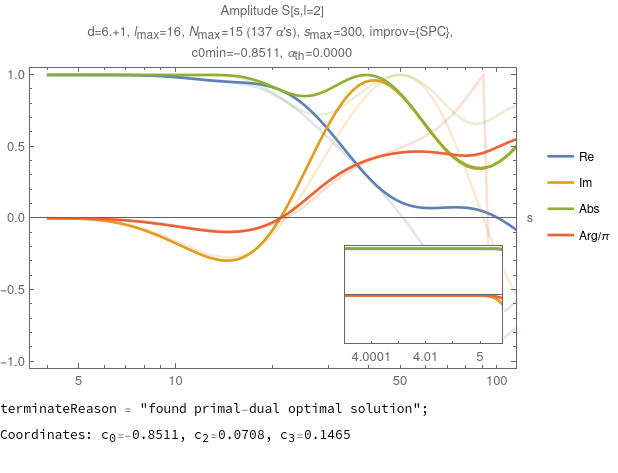 Amplitude S[s,l=2]
d=6.+1, lmax=16, Nmax=15 (137 α's), smax=300, improv={SPC},
c0min=-0.8511, αth=0.0000
1.0
0.5
0.0
-0.5
-1.0
5
10
50
100
s
Re
Im
Abs
Arg/π
4.0001
4.01
5
terminateReason = "found primal-dual optimal solution";
Coordinates: c0=-0.8511, c2=0.0708, c3=0.1465